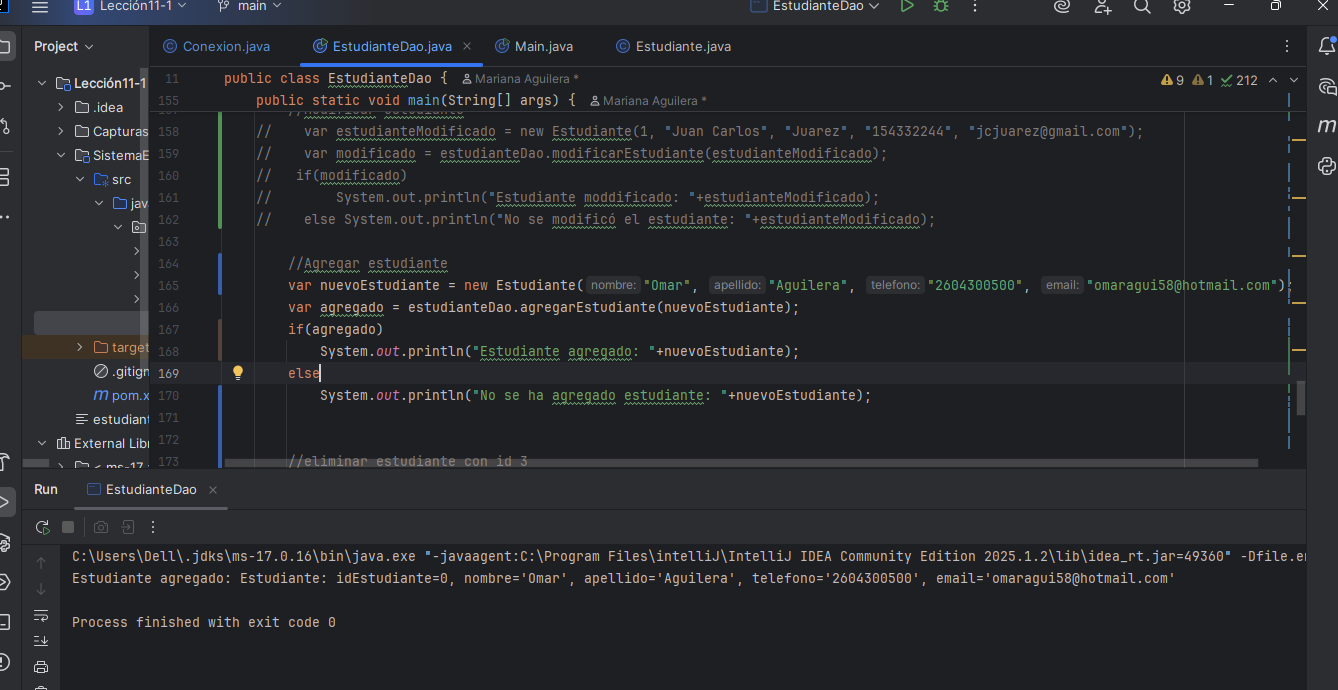 L1 Lección11-1 main EstudianteDao
Project
Conexion.java EstudianteDao.java Main.java Estudiante.java
Lección11-1
.idea
Capturas
SistemaE
src
jav
target
.gitign
pom.x
estudiant
External Libr
< ms-17
9 1 212
11 public class EstudianteDao { Mariana Aguilera *
155 public static void main(String[] args) { Mariana Aguilera *
158 // var estudianteModificado = new Estudiante(1, "Juan Carlos", "Juarez", "154332244", "jcjuarez@gmail.com");
159 // var modificado = estudianteDao.modificarEstudiante(estudianteModificado);
160 // if(modificado)
161 // System.out.println("Estudiante moddificado: "+estudianteModificado);
162 // else System.out.println("No se modificó el estudiante: "+estudianteModificado);
163
164 //Agregar estudiante
165 var nuevoEstudiante = new Estudiante( nombre: "Omar", apellido: "Aguilera", telefono: "2604300500", email: "omaragui58@hotmail.com");
166 var agregado = estudianteDao.agregarEstudiante(nuevoEstudiante);
167 if(agregado)
168 System.out.println("Estudiante agregado: "+nuevoEstudiante);
169 else
170 System.out.println("No se ha agregado estudiante: "+nuevoEstudiante);
171
172
173 //eliminar estudiante con id 3
Run EstudianteDao
C:\Users\Dell\.jdks\ms-17.0.16\bin\java.exe "-javaagent:C:\Program Files\intelliJ\IntelliJ IDEA Community Edition 2025.1.2\lib\idea_rt.jar=49360" -Dfile.en
Estudiante agregado: Estudiante: idEstudiante=0, nombre='Omar', apellido='Aguilera', telefono='2604300500', email='omaragui58@hotmail.com'
Process finished with exit code 0